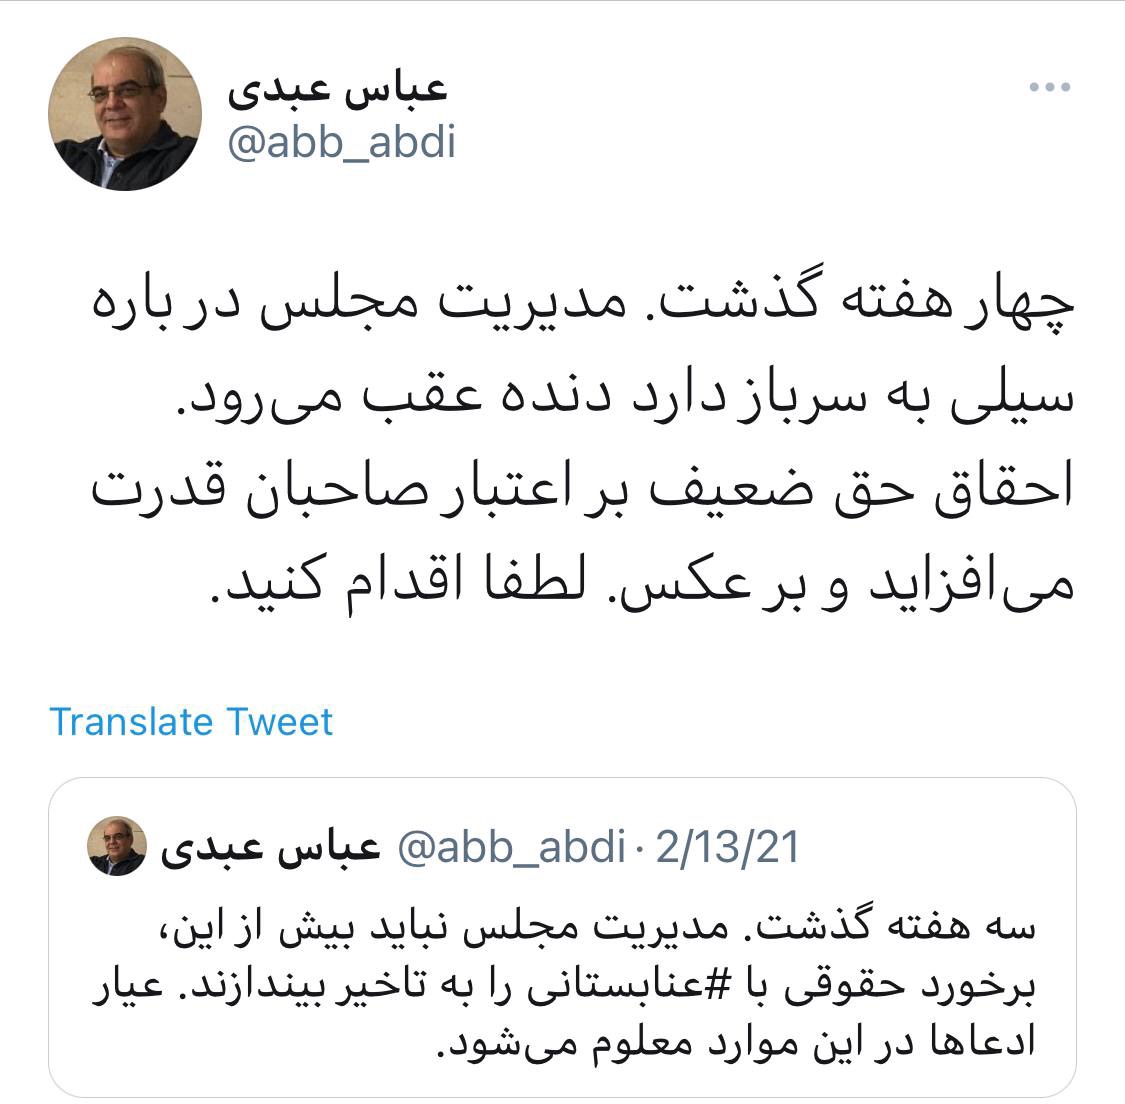 عباس عبدی
@abb_abdi
چهار هفته گذشت. مدیریت مجلس در باره
سیلی به سرباز دارد دنده عقب می‌رود.
احقاق حق ضعیف بر اعتبار صاحبان قدرت
می‌افزاید و بر عکس. لطفا اقدام کنید.
Translate Tweet
عباس عبدی @abb_abdi · 2/13/21
سه هفته گذشت. مدیریت مجلس نباید بیش از این،
برخورد حقوقی با #عنابستانی را به تاخیر بیندازند. عیار
ادعاها در این موارد معلوم می‌شود.